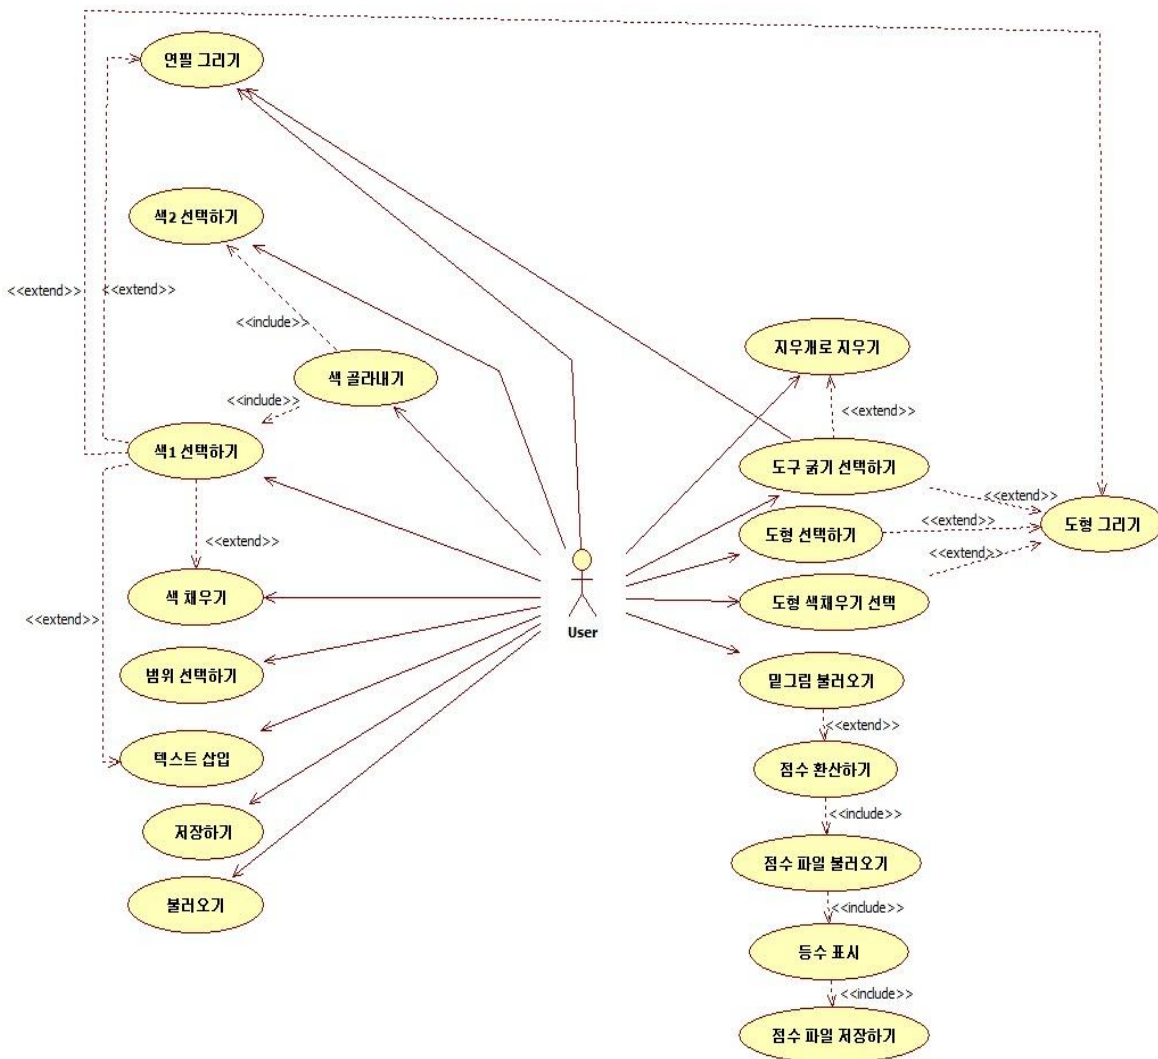 연필 그리기
색2 선택하기
<<extend>>
<<extend>>
<<include>>
지우개로 지우기
색 골라내기
<<include>>
<<extend>>
색1 선택하기
도구 굵기 선택하기
<<extend>>
도형 그리기
도형 선택하기
<<extend>>
<<extend>>
<<extend>>
색 채우기
도형 색채우기 선택
<<extend>>
User
범위 선택하기
밑그림 불러오기
<<extend>>
텍스트 삽입
점수 환산하기
<<include>>
저장하기
점수 파일 불러오기
불러오기
<<include>>
등수 표시
<<include>>
점수 파일 저장하기